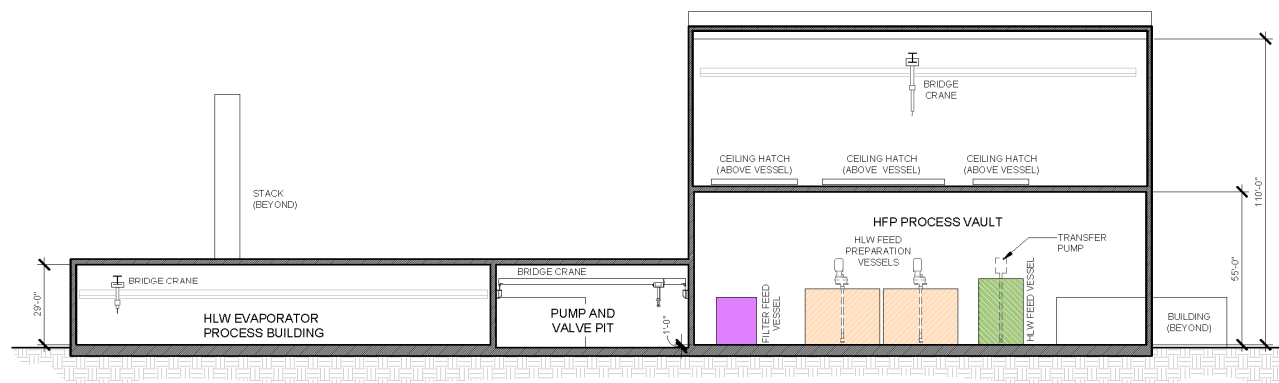 BRIDGE
CRANE
CEILING HATCH
(ABOVE VESSEL)
CEILING HATCH
(ABOVE VESSEL)
CEILING HATCH
(ABOVE VESSEL)
110'-0"
STACK
(BEYOND)
HFP PROCESS VAULT
HLW FEED
PREPARATION
VESSELS
TRANSFER
PUMP
55'-0"
29'-0"
BRIDGE CRANE
BRIDGE CRANE
HLW EVAPORATOR
PROCESS BUILDING
PUMP AND
VALVE PIT
1'-0"
FILTER FEED
VESSEL
HLW FEED VESSEL
BUILDING
(BEYOND)